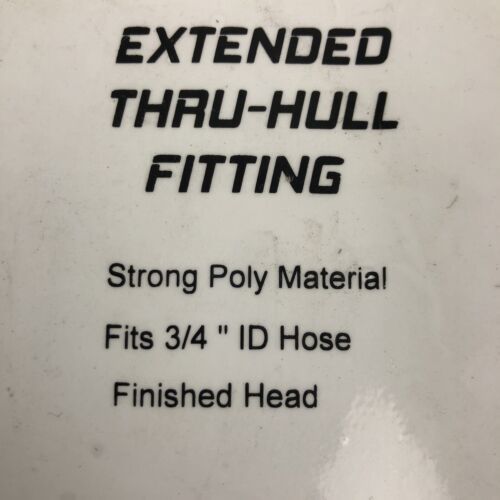 EXTENDED
THRU-HULL
FITTING
Strong Poly Material
Fits 3/4 " ID Hose
Finished Head